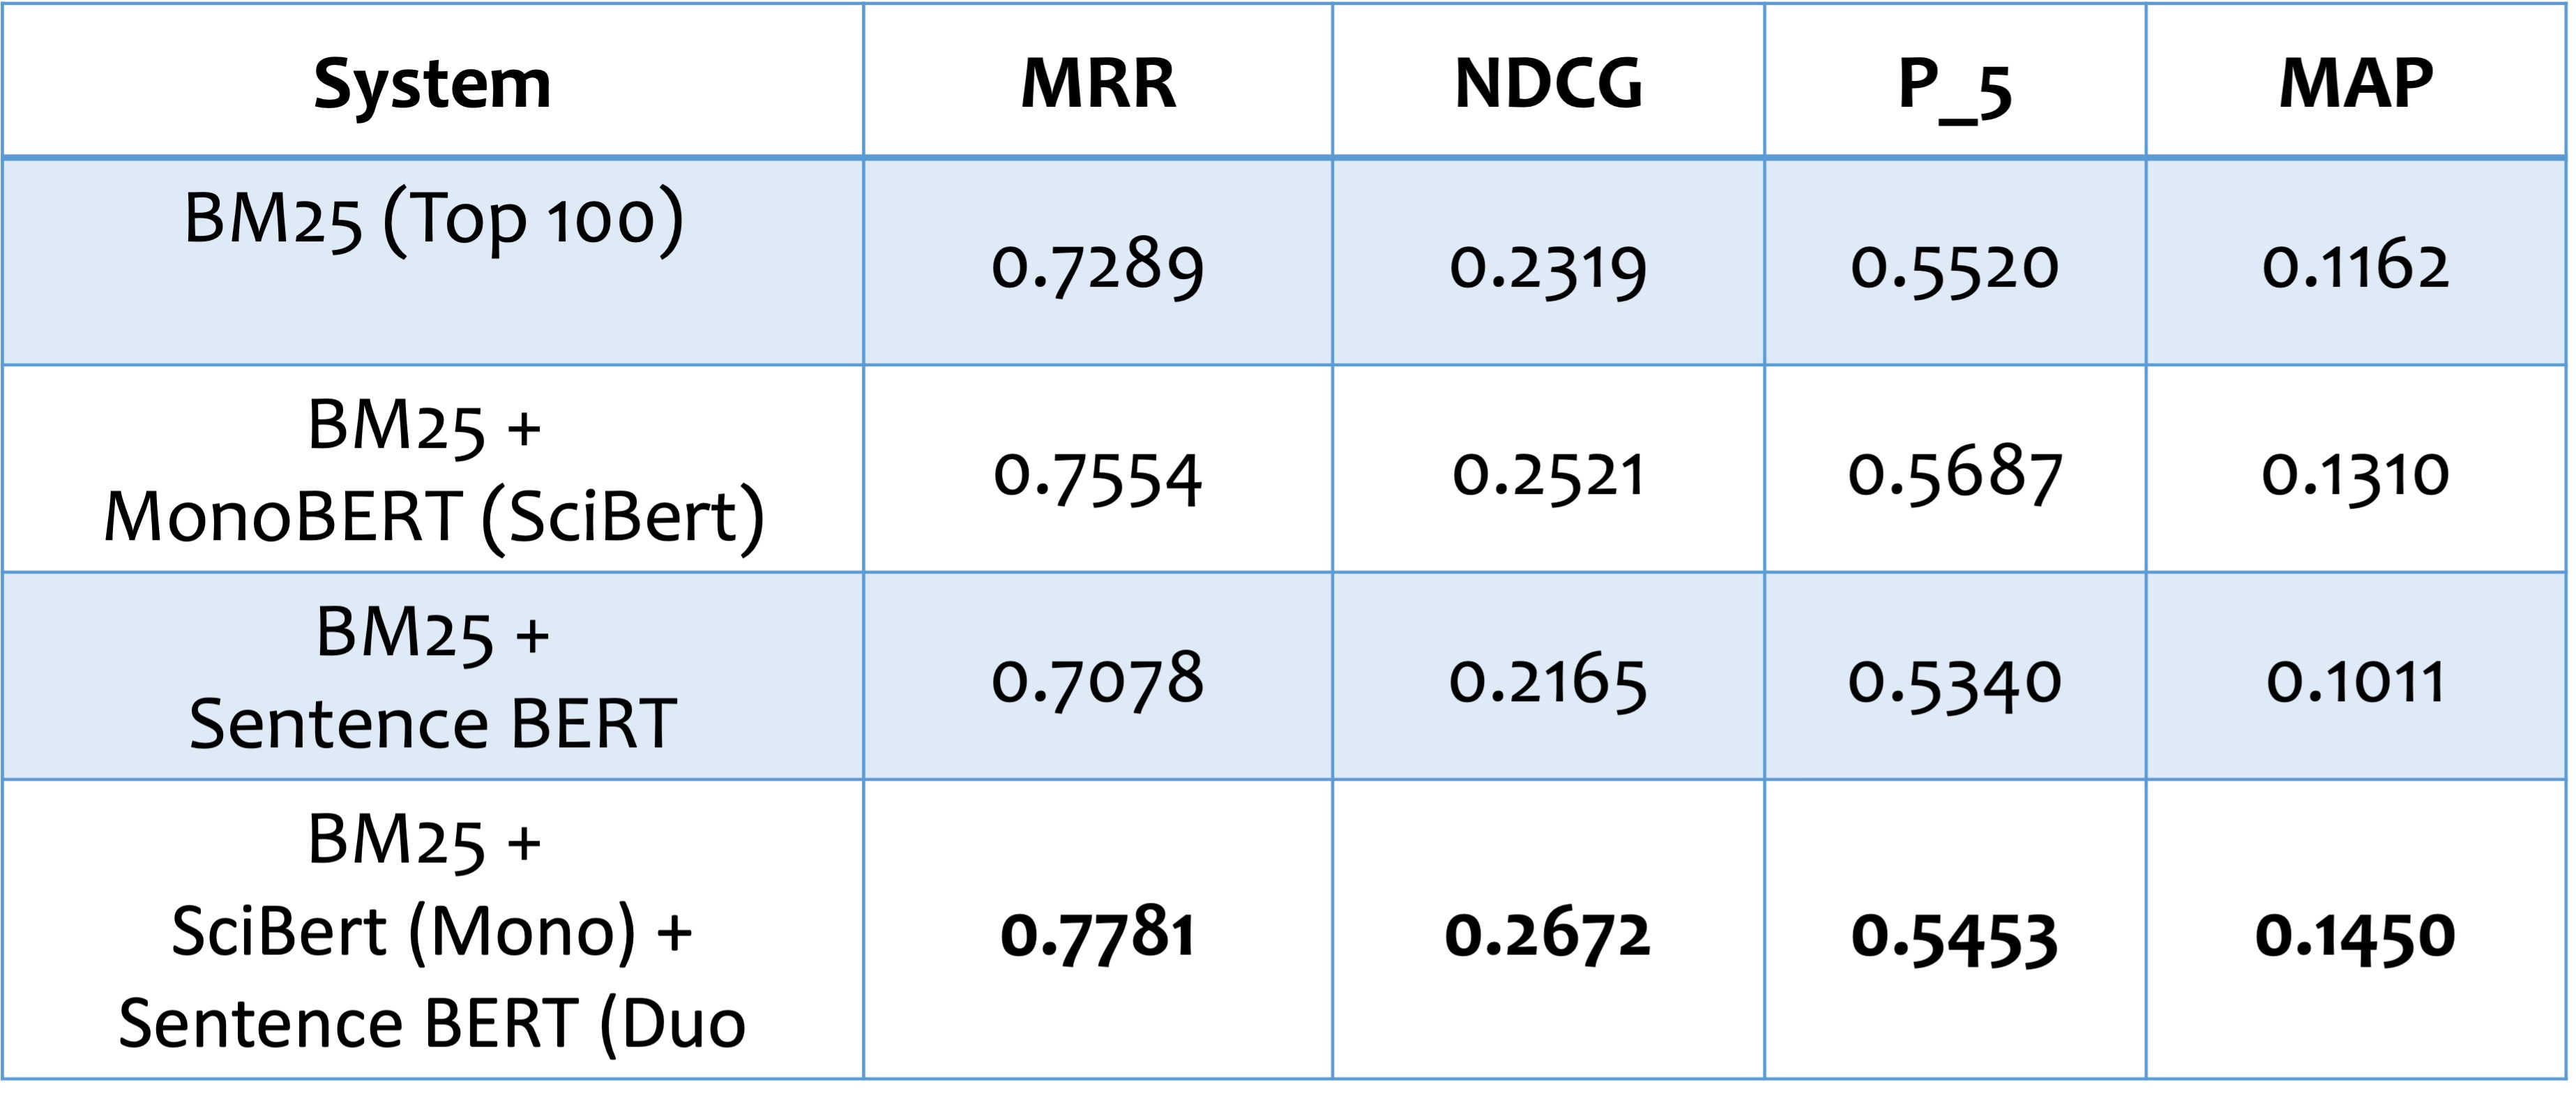 System MRR NDCG P_5 MAP
BM25 (Top 100) 0.7289 0.2319 0.5520 0.1162
BM25 +
MonoBERT (SciBert) 0.7554 0.2521 0.5687 0.1310
BM25 +
Sentence BERT 0.7078 0.2165 0.5340 0.1011
BM25 +
SciBert (Mono) + 0.7781 0.2672 0.5453 0.1450
Sentence BERT (Duo